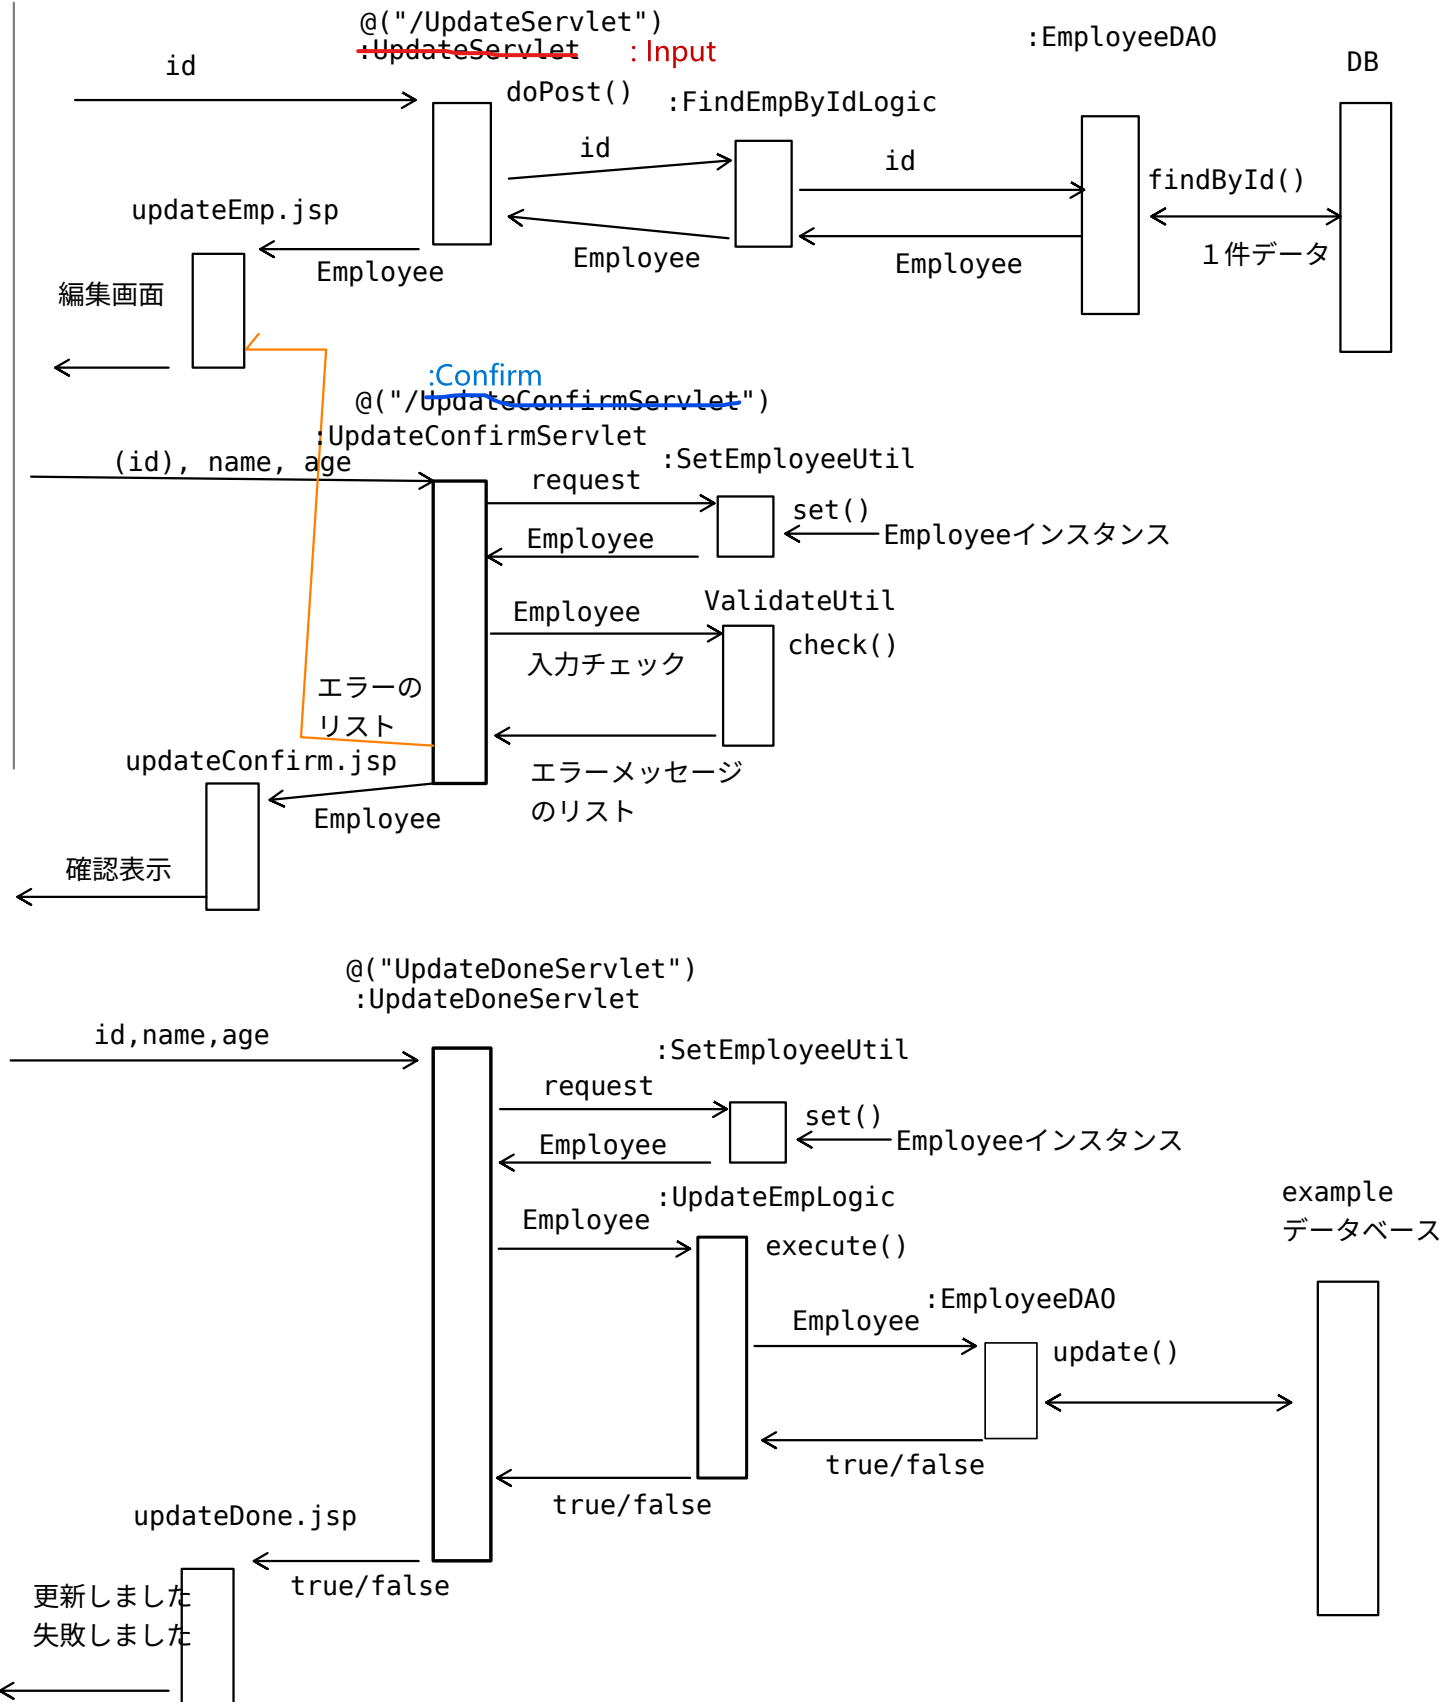 @("/UpdateServlet")
:UpdateServlet
: Input
:EmployeeDAO
DB
id
doPost()
:FindEmpByIdLogic
id
id
findById()
updateEmp.jsp
Employee
Employee
Employee
１件データ
編集画面
:Confirm
@("/UpdateConfirmServlet")
:UpdateConfirmServlet
(id), name, age
:SetEmployeeUtil
request
set()
Employee
Employeeインスタンス
ValidateUtil
Employee
check()
入力チェック
エラーの
リスト
updateConfirm.jsp
エラーメッセージ
のリスト
Employee
確認表示
@("UpdateDoneServlet")
:UpdateDoneServlet
id,name,age
:SetEmployeeUtil
request
set()
Employee
Employeeインスタンス
:UpdateEmpLogic
example
データベース
Employee
execute()
:EmployeeDAO
Employee
update()
true/false
true/false
updateDone.jsp
true/false
更新しました
失敗しました